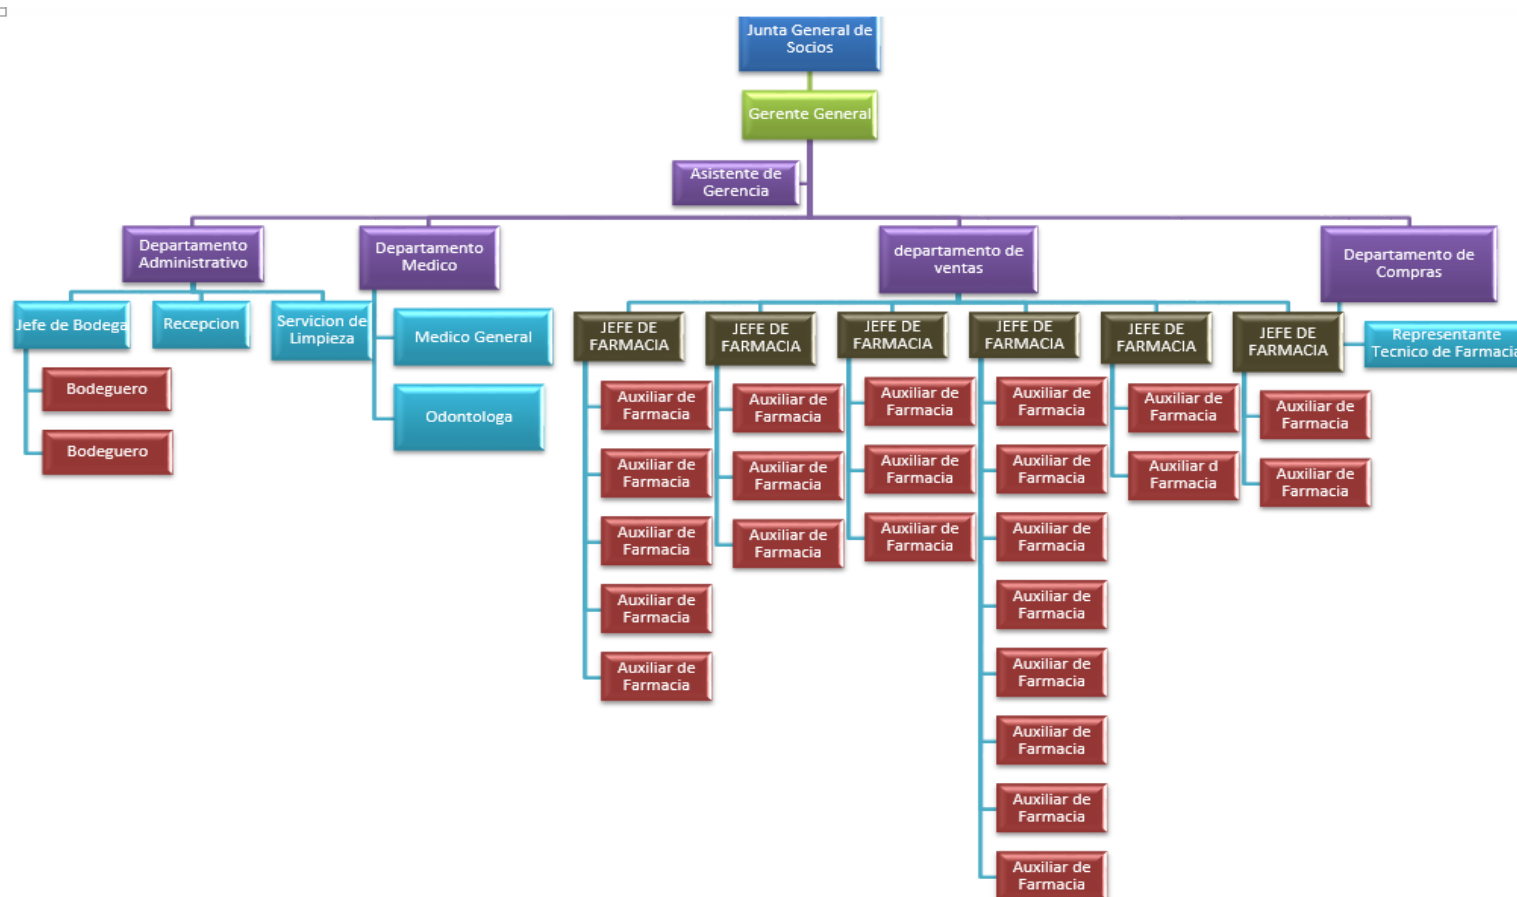 Junta General de
Socios
Gerente General
Asistente de
Gerencia
Departamento
Administrativo
Departamento
Medico
departamento de
ventas
Departamento de
Compras
Jefe de Bodega
Recepcion
Servicion de
Limpieza
Bodeguero
Bodeguero
Medico General
Odontologa
JEFE DE
FARMACIA
Auxiliar de
Farmacia
Auxiliar de
Farmacia
Auxiliar de
Farmacia
Auxiliar de
Farmacia
Auxiliar de
Farmacia
JEFE DE
FARMACIA
Auxiliar de
Farmacia
Auxiliar de
Farmacia
Auxiliar de
Farmacia
JEFE DE
FARMACIA
Auxiliar de
Farmacia
Auxiliar de
Farmacia
Auxiliar de
Farmacia
JEFE DE
FARMACIA
Auxiliar de
Farmacia
Auxiliar de
Farmacia
Auxiliar de
Farmacia
Auxiliar de
Farmacia
Auxiliar de
Farmacia
Auxiliar de
Farmacia
Auxiliar de
Farmacia
Auxiliar de
Farmacia
JEFE DE
FARMACIA
Auxiliar de
Farmacia
Auxiliar d
Farmacia
JEFE DE
FARMACIA
Auxiliar de
Farmacia
Auxiliar de
Farmacia
Representante
Tecnico de Farmacia